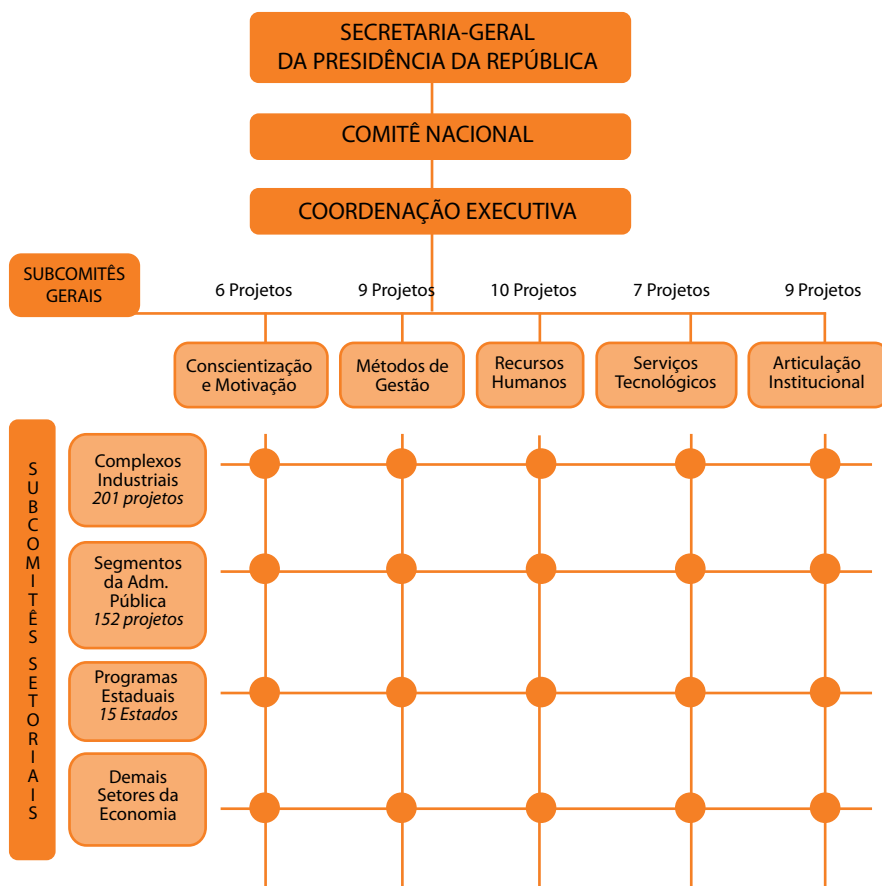 SECRETARIA-GERAL
DA PRESIDÊNCIA DA REPÚBLICA
COMITÊ NACIONAL
COORDENAÇÃO EXECUTIVA
SUBCOMITÊS
GERAIS
6 Projetos
9 Projetos
10 Projetos
7 Projetos
9 Projetos
Conscientização
e Motivação
Métodos de
Gestão
Recursos
Humanos
Serviços
Tecnológicos
Articulação
Institucional
SUBCOMITÊS SETORIAIS
Complexos
Industriais
201 projetos
Segmentos
da Adm.
Pública
152 projetos
Programas
Estaduais
15 Estados
Demais
Setores da
Economia